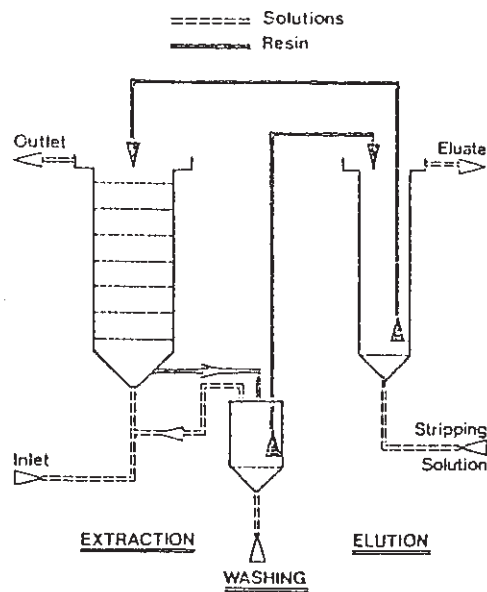 Solutions
Resin
Outlet
Eluate
Inlet
Stripping
Solution
EXTRACTION
ELUTION
WASHING